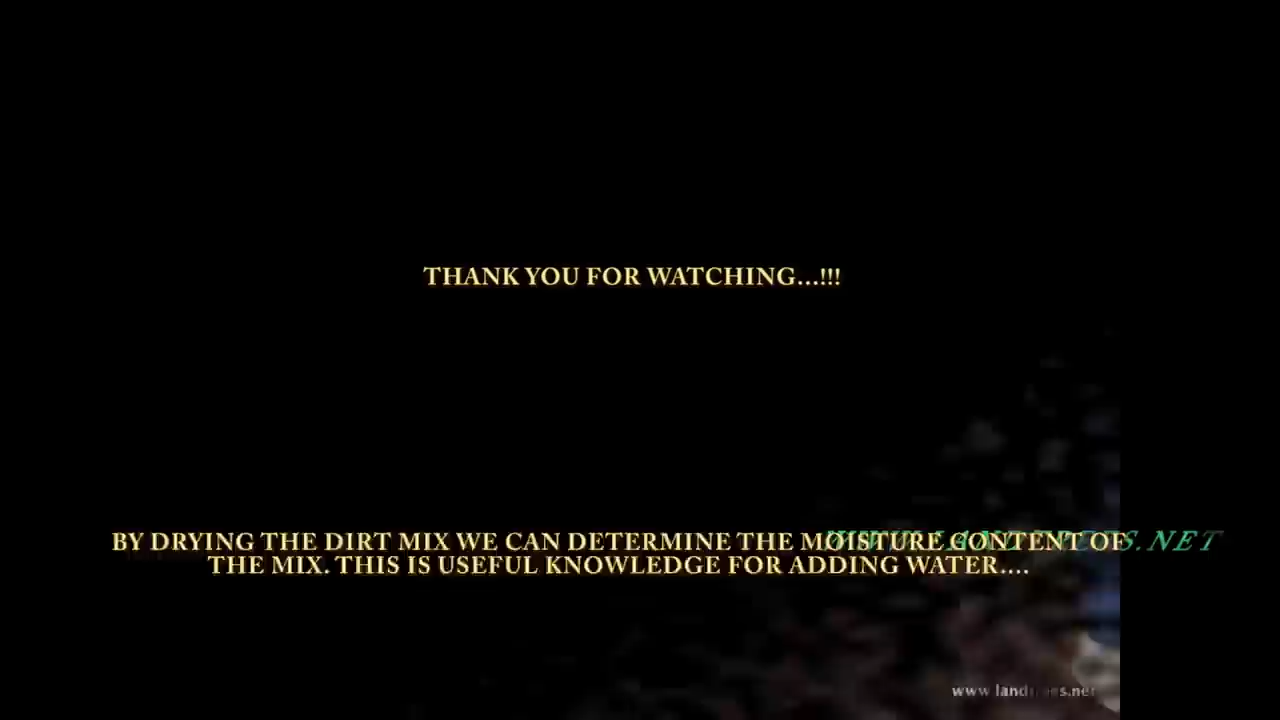 THANK YOU FOR WATCHING...!!!
BY DRYING THE DIRT MIX WE CAN DETERMINE THE MOISTURE CONTENT OF
THE MIX. THIS IS USEFUL KNOWLEDGE FOR ADDING WATER....